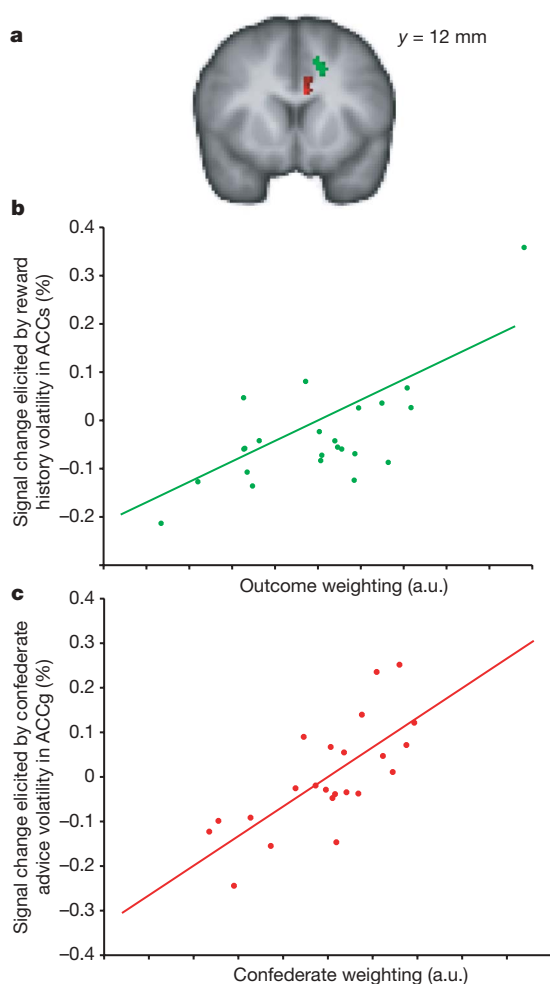 a
y = 12 mm
b
Signal change elicited by reward
history volatility in ACCs (%)
0.4
0.3
0.2
0.1
0
−0.1
−0.2
Outcome weighting (a.u.)
c
Signal change elicited by confederate
advice volatility in ACCg (%)
0.4
0.3
0.2
0.1
0
−0.1
−0.2
−0.3
−0.4
Confederate weighting (a.u.)